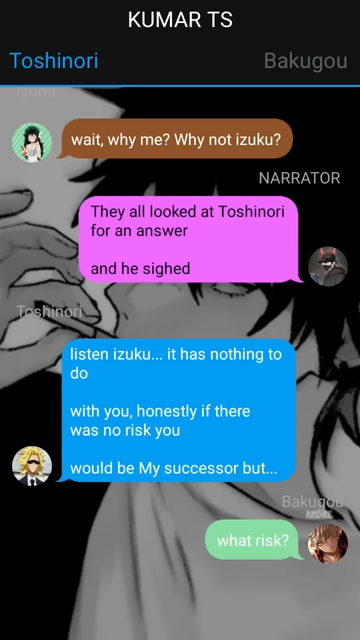 KUMAR TS
Toshinori
Bakugou
Izumi
wait, why me? Why not izuku?
NARRATOR
They all looked at Toshinori
for an answer
and he sighed
Toshinori
listen izuku... it has nothing to
do
with you, honestly if there
was no risk you
would be My successor but...
Bakugou
AMORE
what risk?